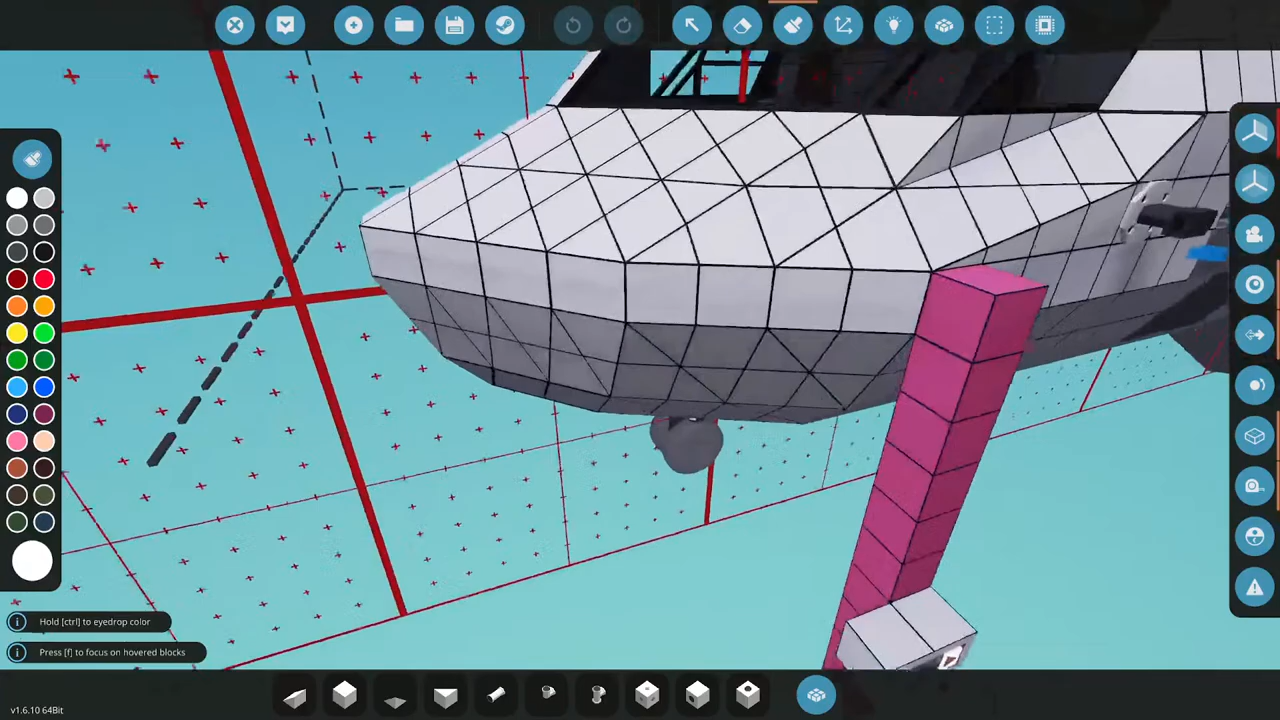 Hold [ctrl] to eyedrop color
Press [f] to focus on hovered blocks
v1.6.10 64Bit